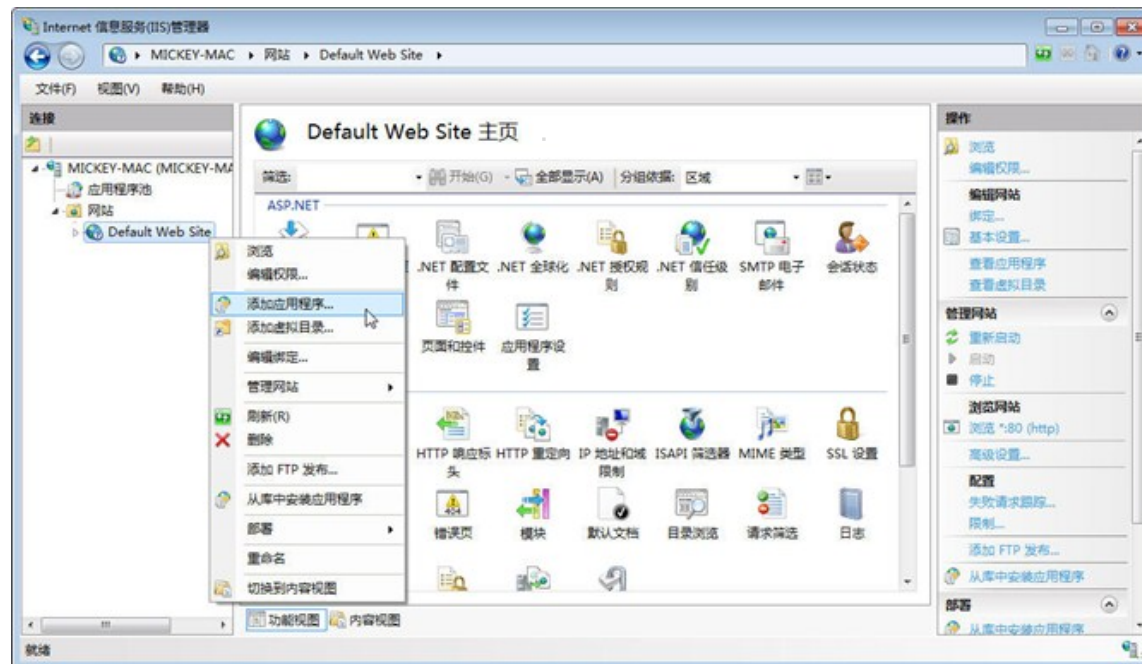 Internet 信息服务(IIS)管理器
MICKEY-MAC 网站 Default Web Site
文件(F) 视图(V) 帮助(H)
连接
MICKEY-MAC (MICKEY-MA
应用程序池
网站
Default Web Site
浏览
编辑权限...
添加应用程序...
添加虚拟目录...
编辑绑定...
管理网站
刷新(R)
删除
添加 FTP 发布...
从库中安装应用程序
部署
重命名
切换到内容视图
Default Web Site 主页
筛选: 开始(G) 全部显示(A) 分组依据: 区域
ASP.NET
.NET 配置文件
.NET 全球化
.NET 授权规则
.NET 信任级别
SMTP 电子邮件
会话状态
页面和控件
应用程序设置
HTTP 响应标头
HTTP 重定向
IP 地址和域限制
ISAPI 筛选器
MIME 类型
SSL 设置
错误页
模块
默认文档
目录浏览
请求筛选
日志
功能视图 内容视图
操作
浏览
编辑权限...
编辑网站
绑定...
基本设置...
查看应用程序
查看虚拟目录
管理网站
重新启动
启动
停止
浏览网站
浏览 *:80 (http)
高级设置...
配置
失败请求跟踪...
限制...
添加 FTP 发布...
从库中安装应用程序
部署
从库中安装应用程序
就绪